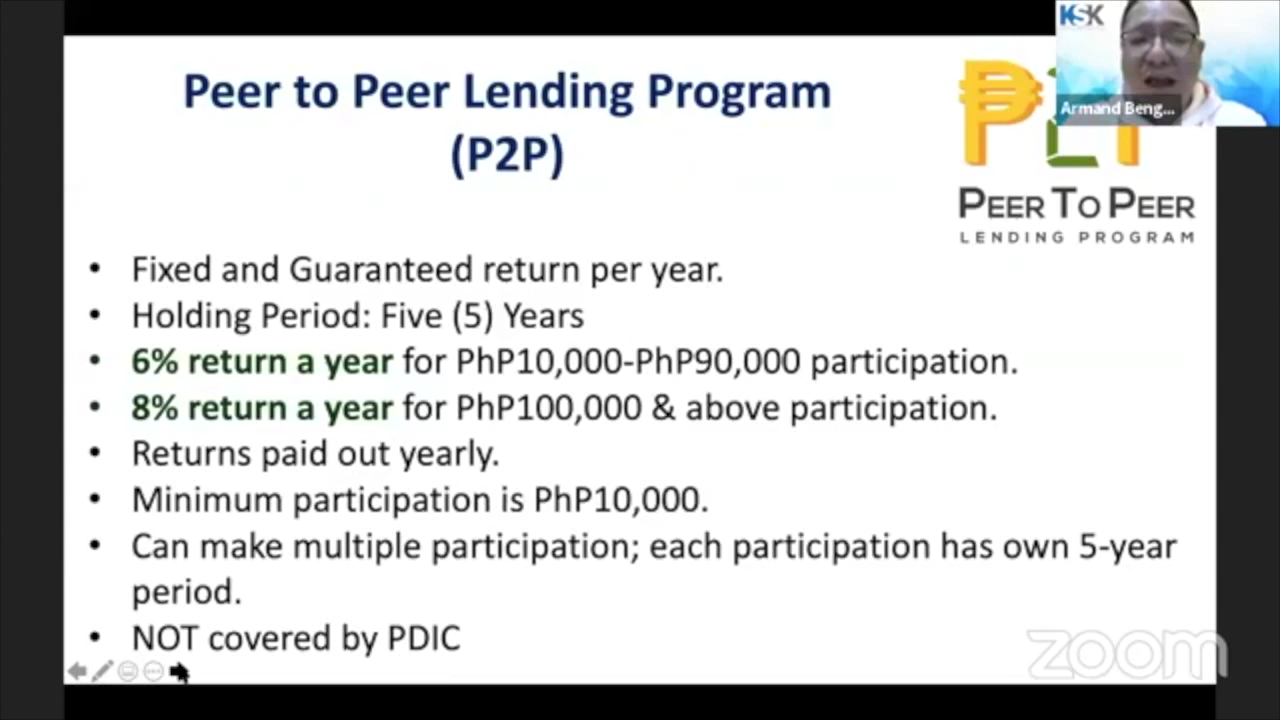 Peer to Peer Lending Program
(P2P)
KSK
Armand Beng...
PEER TO PEER
LENDING PROGRAM
• Fixed and Guaranteed return per year.
• Holding Period: Five (5) Years
• 6% return a year for PhP10,000-PhP90,000 participation.
• 8% return a year for PhP100,000 & above participation.
• Returns paid out yearly.
• Minimum participation is PhP10,000.
• Can make multiple participation; each participation has own 5-year
period.
• NOT covered by PDIC
zoom